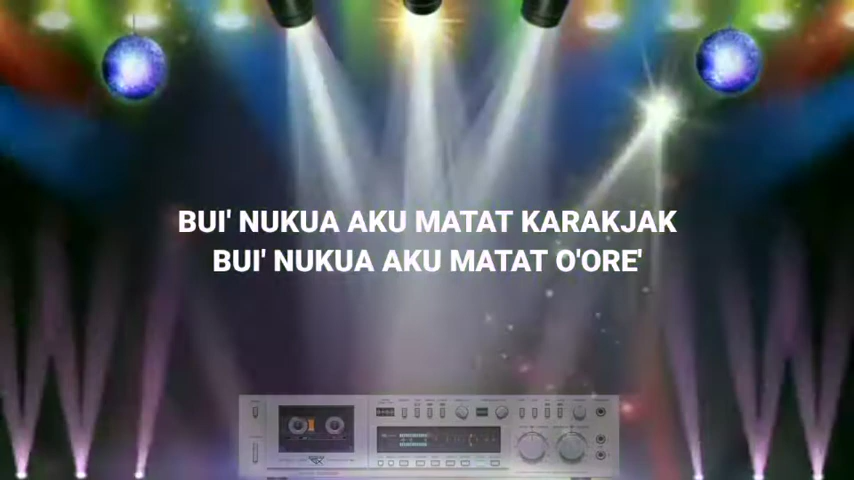 BUI' NUKUA AKU MATAT KARAKJAK
BUI' NUKUA AKU MATAT O'ORE'